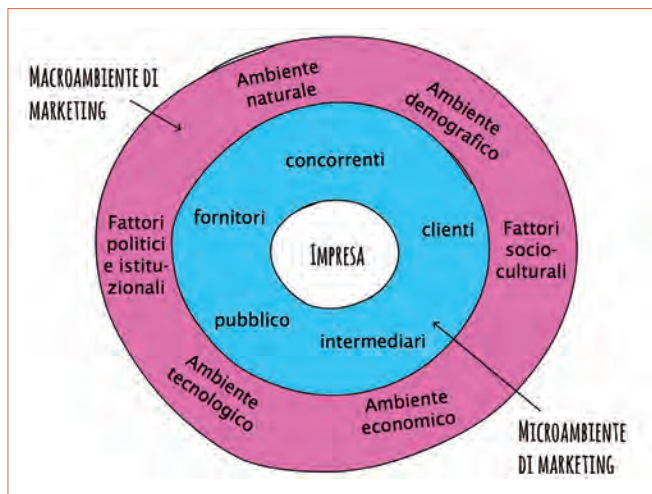 MACROAMBIENTE DI
MARKETING
Ambiente
naturale
Ambiente
demografico
concorrenti
fornitori
clienti
Fattori
politici
e istitu-
zionali
IMPRESA
Fattori
socio-
culturali
pubblico
intermediari
Ambiente
tecnologico
Ambiente
economico
MICROAMBIENTE
DI MARKETING